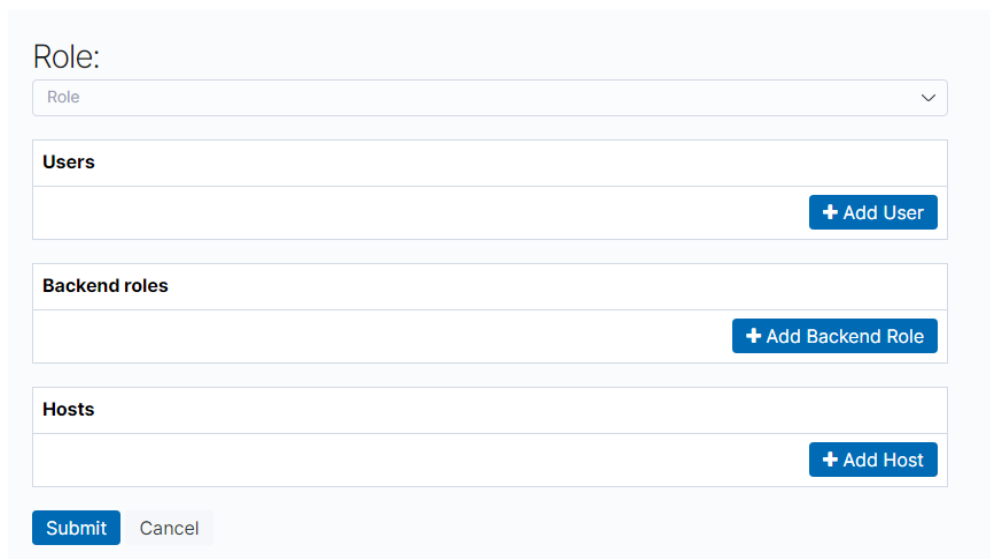 Role:
Role
Users
Add User
Backend roles
Add Backend Role
Hosts
Add Host
Submit Cancel